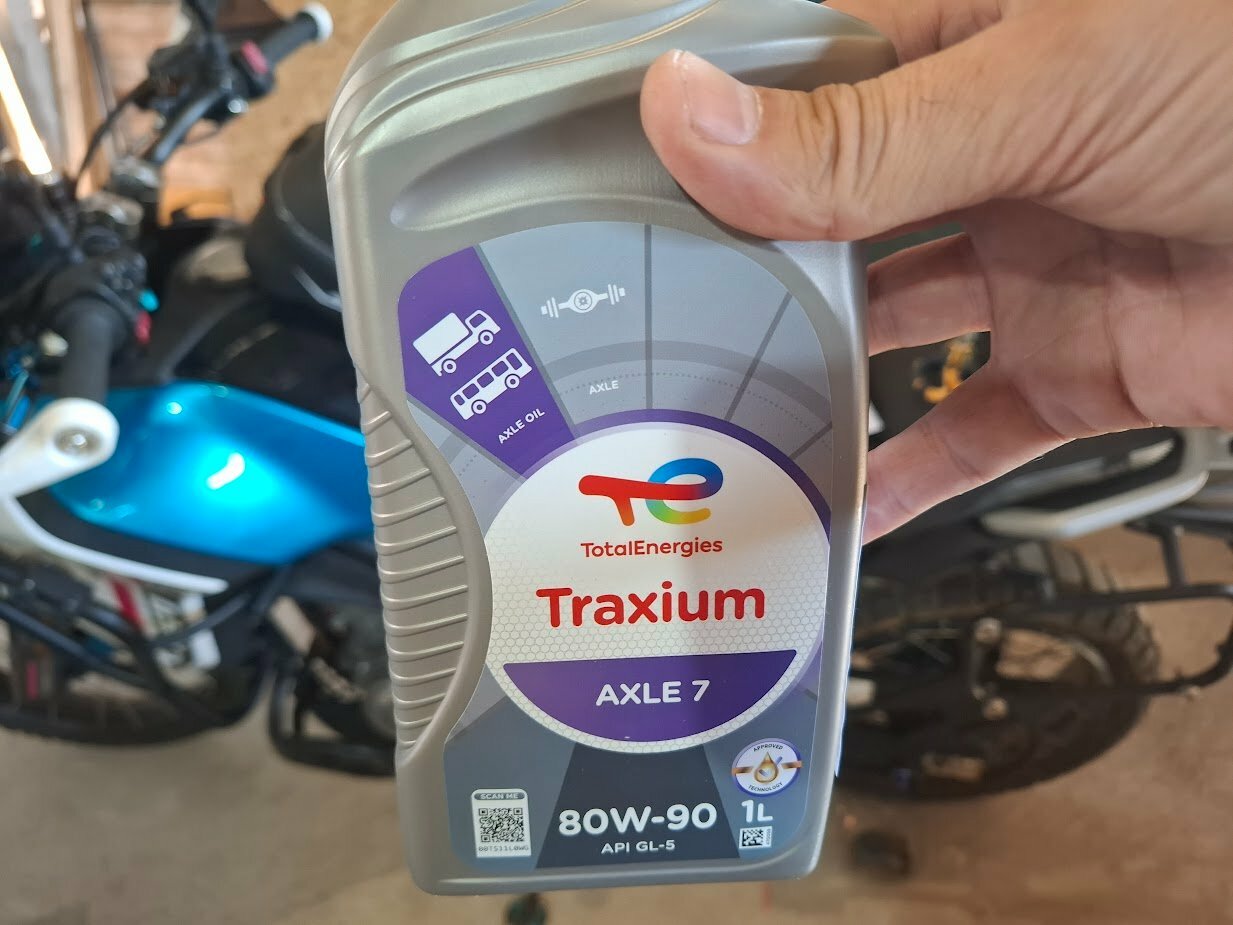 AXLE OIL
AXLE
TotalEnergies
Traxium
AXLE 7
APPROVED
TECHNOLOGY
SCAN ME
80W-90
1L
API GL-5